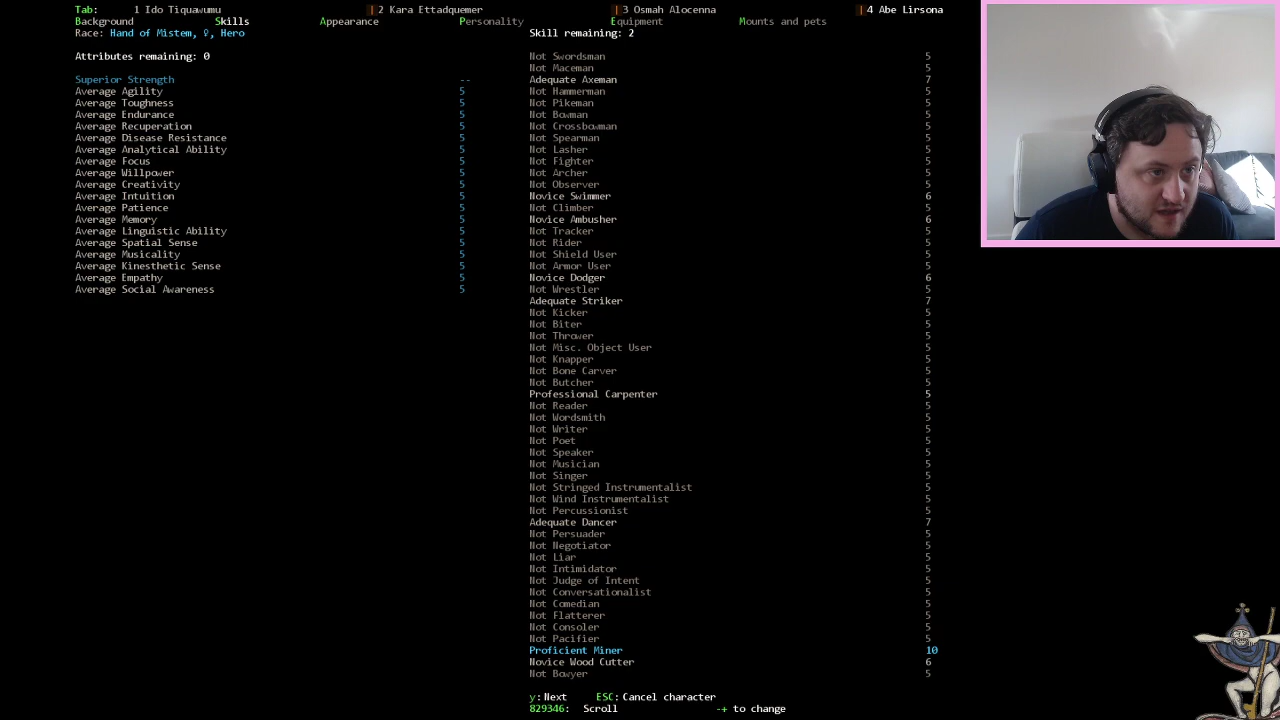 Tab: 1 Ido Tiquawumu |2 Kara Ettadquemer |3 Osmah Alocenna |4 Abe Lirsona
Background Skills Appearance Personality Equipment Mounts and pets
Race: Hand of Mistem, ♀, Hero Skill remaining: 2
Attributes remaining: 0 Not Swordsman 5
Not Maceman 5
Superior Strength -- Adequate Axeman 7
Average Agility 5 Not Hammerman 5
Average Toughness 5 Not Pikeman 5
Average Endurance 5 Not Bowman 5
Average Recuperation 5 Not Crossbowman 5
Average Disease Resistance 5 Not Spearman 5
Average Analytical Ability 5 Not Lasher 5
Average Focus 5 Not Fighter 5
Average Willpower 5 Not Archer 5
Average Creativity 5 Not Observer 5
Average Intuition 5 Novice Swimmer 6
Average Patience 5 Not Climber 5
Average Memory 5 Novice Ambusher 6
Average Linguistic Ability 5 Not Tracker 5
Average Spatial Sense 5 Not Rider 5
Average Musicality 5 Not Shield User 5
Average Kinesthetic Sense 5 Not Armor User 5
Average Empathy 5 Novice Dodger 6
Average Social Awareness 5 Not Wrestler 5
Adequate Striker 7
Not Kicker 5
Not Biter 5
Not Thrower 5
Not Misc. Object User 5
Not Knapper 5
Not Bone Carver 5
Not Butcher 5
Professional Carpenter 5
Not Reader 5
Not Wordsmith 5
Not Writer 5
Not Poet 5
Not Speaker 5
Not Musician 5
Not Singer 5
Not Stringed Instrumentalist 5
Not Wind Instrumentalist 5
Not Percussionist 5
Adequate Dancer 7
Not Persuader 5
Not Negotiator 5
Not Liar 5
Not Intimidator 5
Not Judge of Intent 5
Not Conversationalist 5
Not Comedian 5
Not Flatterer 5
Not Consoler 5
Not Pacifier 5
Proficient Miner 10
Novice Wood Cutter 6
Not Bowyer 5
y: Next ESC: Cancel character
829346: Scroll -+ to change